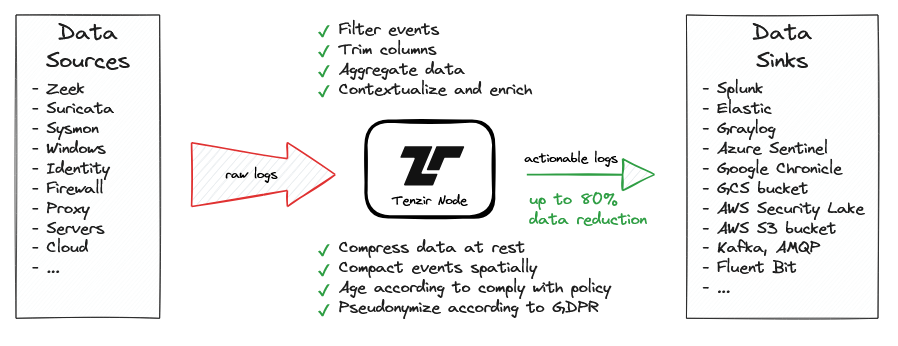 Data
Sources
- Zeek
- Suricata
- Sysmon
- Windows
- Identity
- Firewall
- Proxy
- Servers
- Cloud
- ...
✓ Filter events
✓ Trim columns
✓ Aggregate data
✓ Contextualize and enrich
raw logs
Tenzir Node
actionable logs
up to 80%
data reduction
✓ Compress data at rest
✓ Compact events spatially
✓ Age according to comply with policy
✓ Pseudonymize according to GDPR
Data
Sinks
- Splunk
- Elastic
- Graylog
- Azure Sentinel
- Google Chronicle
- GCS bucket
- AWS Security Lake
- AWS S3 bucket
- Kafka, AMQP
- Fluent Bit
- ...